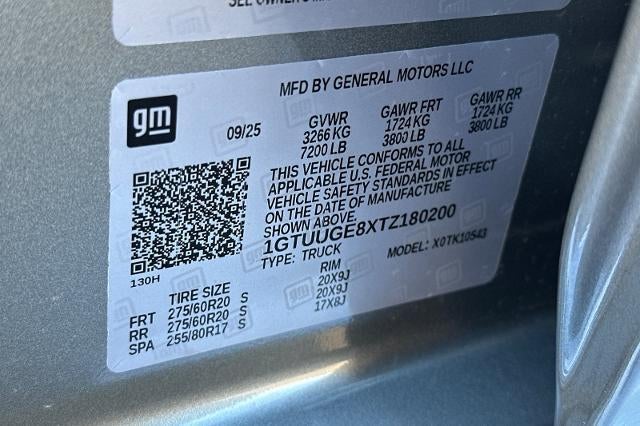 SEE OWNER'S
MFD BY GENERAL MOTORS LLC
gm
09/25
GVWR
3266 KG
7200 LB
GAWR FRT
1724 KG
3800 LB
GAWR RR
1724 KG
3800 LB
THIS VEHICLE CONFORMS TO ALL
APPLICABLE U.S. FEDERAL MOTOR
VEHICLE SAFETY STANDARDS IN EFFECT
ON THE DATE OF MANUFACTURE
SHOWN ABOVE.
1GTUUGE8XTZ180200
TYPE: TRUCK
MODEL: X0TK10543
130H
TIRE SIZE RIM
FRT 275/60R20 S 20X9J
RR 275/60R20 S 20X9J
SPA 255/80R17 S 17X8J